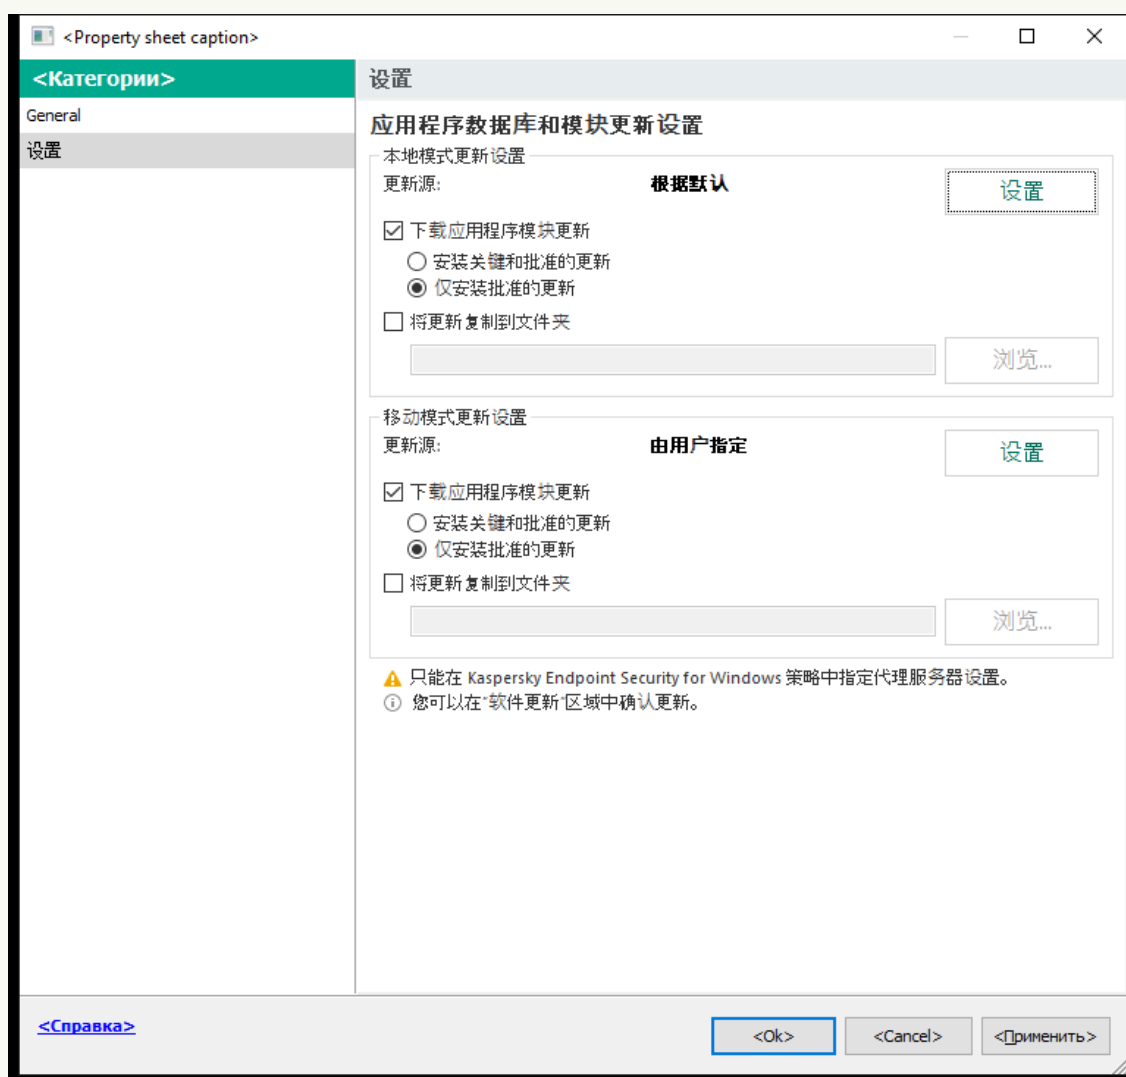 <Property sheet caption>
<Категории>
General
设置
设置
应用程序数据库和模块更新设置
本地模式更新设置
更新源: 根据默认 设置
下载应用程序模块更新
安装关键和批准的更新
仅安装批准的更新
将更新复制到文件夹
浏览...
移动模式更新设置
更新源: 由用户指定 设置
下载应用程序模块更新
安装关键和批准的更新
仅安装批准的更新
将更新复制到文件夹
浏览...
只能在 Kaspersky Endpoint Security for Windows 策略中指定代理服务器设置。
您可以在"软件更新"区域中确认更新。
<Справка> <Ok> <Cancel> <Применить>